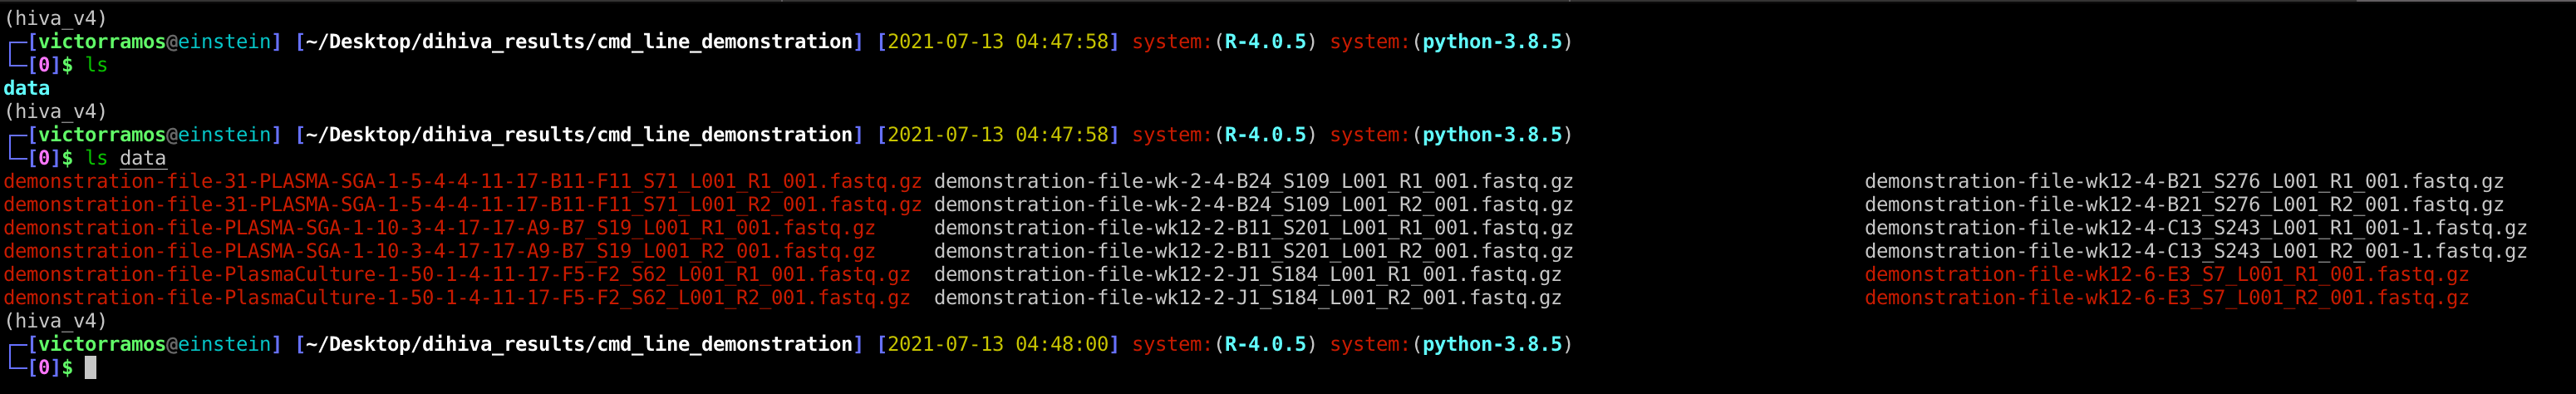 (hiva_v4)
┌─[victorramos@einstein] [~/Desktop/dihiva_results/cmd_line_demonstration] [2021-07-13 04:47:58] system:(R-4.0.5) system:(python-3.8.5)
└─[0]$ ls
data
(hiva_v4)
┌─[victorramos@einstein] [~/Desktop/dihiva_results/cmd_line_demonstration] [2021-07-13 04:47:58] system:(R-4.0.5) system:(python-3.8.5)
└─[0]$ ls data
demonstration-file-31-PLASMA-SGA-1-5-4-4-11-17-B11-F11_S71_L001_R1_001.fastq.gz demonstration-file-wk-2-4-B24_S109_L001_R1_001.fastq.gz demonstration-file-wk12-4-B21_S276_L001_R1_001.fastq.gz
demonstration-file-31-PLASMA-SGA-1-5-4-4-11-17-B11-F11_S71_L001_R2_001.fastq.gz demonstration-file-wk-2-4-B24_S109_L001_R2_001.fastq.gz demonstration-file-wk12-4-B21_S276_L001_R2_001.fastq.gz
demonstration-file-PLASMA-SGA-1-10-3-4-17-17-A9-B7_S19_L001_R1_001.fastq.gz demonstration-file-wk12-2-B11_S201_L001_R1_001.fastq.gz demonstration-file-wk12-4-C13_S243_L001_R1_001-1.fastq.gz
demonstration-file-PLASMA-SGA-1-10-3-4-17-17-A9-B7_S19_L001_R2_001.fastq.gz demonstration-file-wk12-2-B11_S201_L001_R2_001.fastq.gz demonstration-file-wk12-4-C13_S243_L001_R2_001-1.fastq.gz
demonstration-file-PlasmaCulture-1-50-1-4-11-17-F5-F2_S62_L001_R1_001.fastq.gz demonstration-file-wk12-2-J1_S184_L001_R1_001.fastq.gz demonstration-file-wk12-6-E3_S7_L001_R1_001.fastq.gz
demonstration-file-PlasmaCulture-1-50-1-4-11-17-F5-F2_S62_L001_R2_001.fastq.gz demonstration-file-wk12-2-J1_S184_L001_R2_001.fastq.gz demonstration-file-wk12-6-E3_S7_L001_R2_001.fastq.gz
(hiva_v4)
┌─[victorramos@einstein] [~/Desktop/dihiva_results/cmd_line_demonstration] [2021-07-13 04:48:00] system:(R-4.0.5) system:(python-3.8.5)
└─[0]$